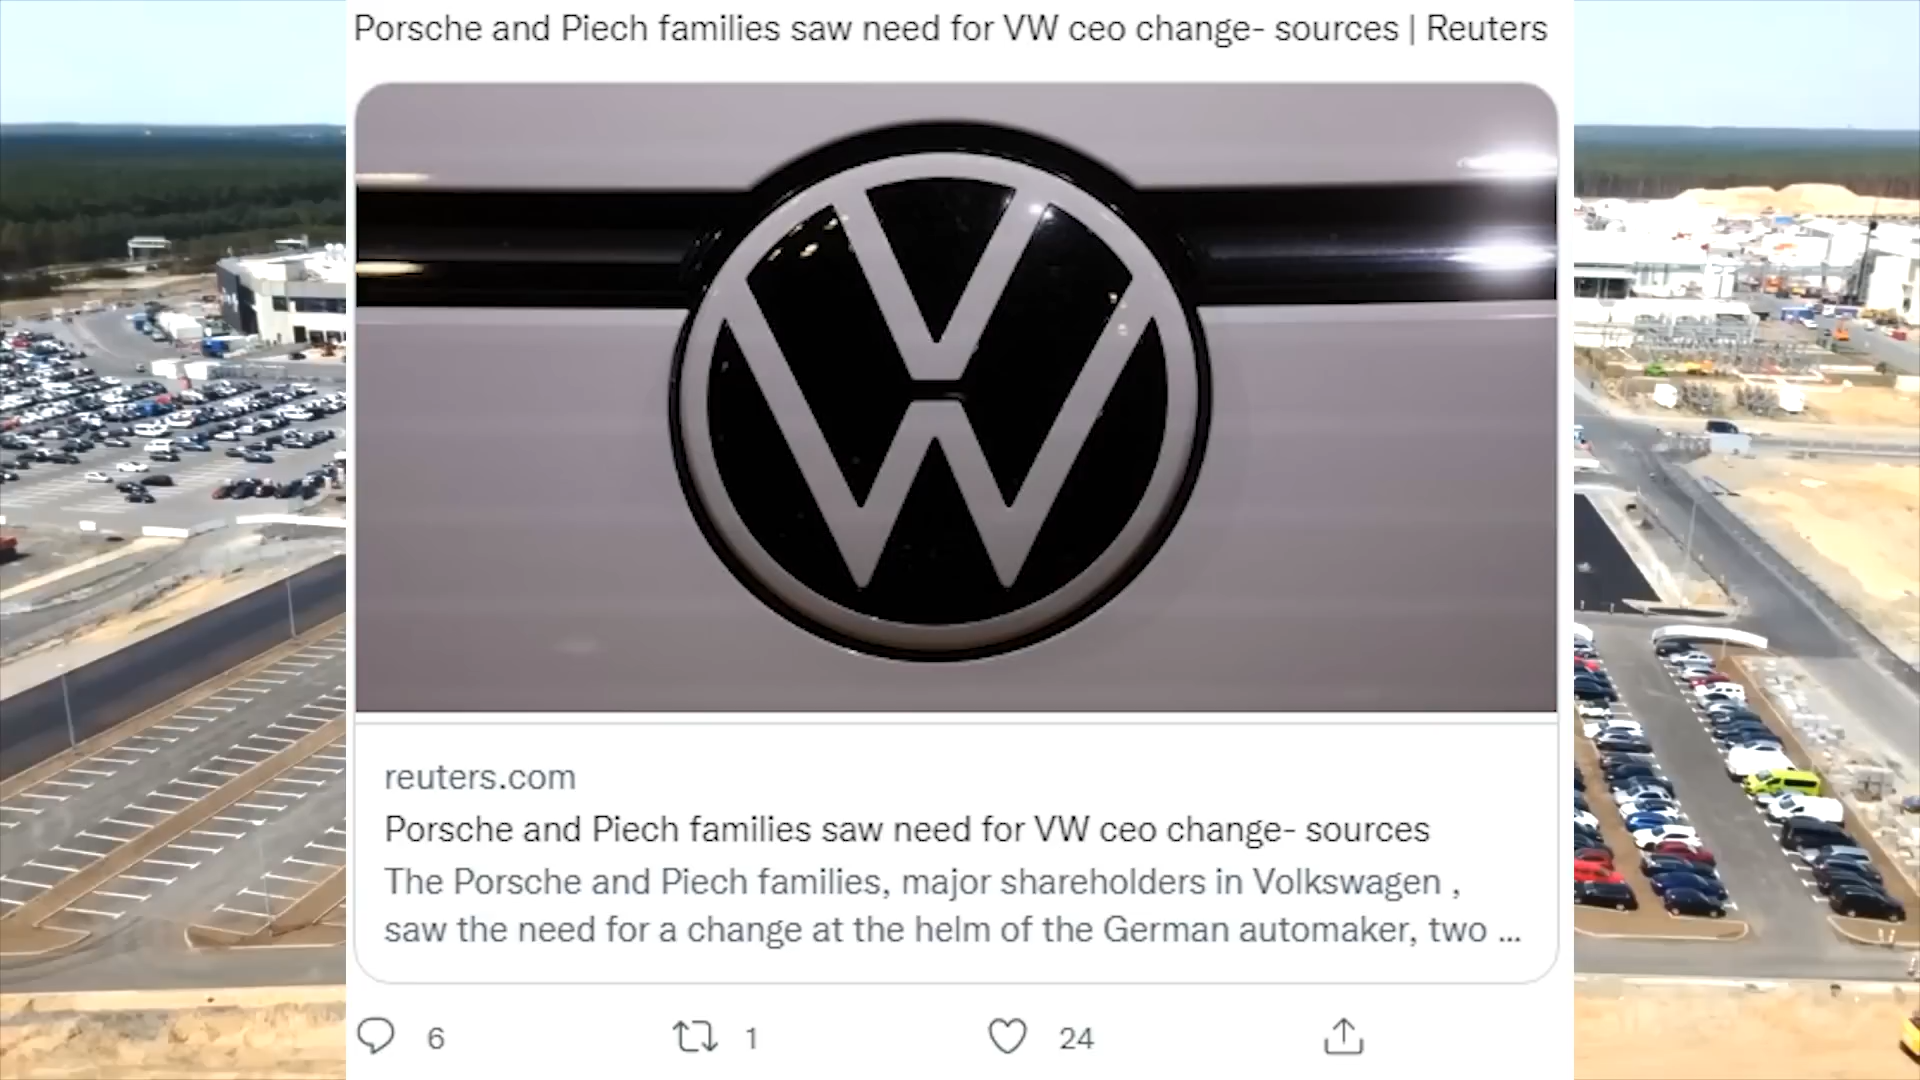 Porsche and Piech families saw need for VW ceo change- sources | Reuters
reuters.com
Porsche and Piech families saw need for VW ceo change- sources
The Porsche and Piech families, major shareholders in Volkswagen ,
saw the need for a change at the helm of the German automaker, two ...
6
1
24